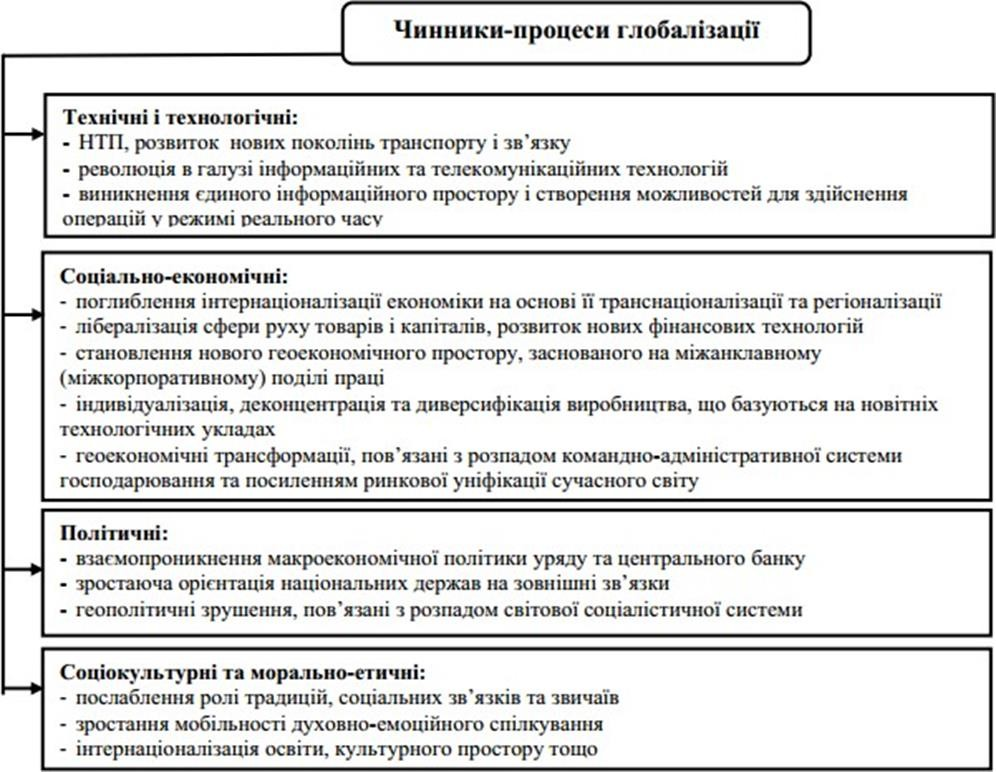 Чинники-процеси глобалізації
Технічні і технологічні:
- НТП, розвиток нових поколінь транспорту і зв’язку
- революція в галузі інформаційних та телекомунікаційних технологій
- виникнення єдиного інформаційного простору і створення можливостей для здійснення
операцій у режимі реального часу
Соціально-економічні:
- поглиблення інтернаціоналізації економіки на основі її транснаціоналізації та регіоналізації
- лібералізація сфери руху товарів і капіталів, розвиток нових фінансових технологій
- становлення нового геоекономічного простору, заснованого на міжанклавному
(міжкорпоративному) поділі праці
- індивідуалізація, деконцентрація та диверсифікація виробництва, що базуються на новітніх
технологічних укладах
- геоекономічні трансформації, пов’язані з розпадом командно-адміністративної системи
господарювання та посиленням ринкової уніфікації сучасного світу
Політичні:
- взаємопроникнення макроекономічної політики уряду та центрального банку
- зростаюча орієнтація національних держав на зовнішні зв’язки
- геополітичні зрушення, пов’язані з розпадом світової соціалістичної системи
Соціокультурні та морально-етичні:
- послаблення ролі традицій, соціальних зв’язків та звичаїв
- зростання мобільності духовно-емоційного спілкування
- інтернаціоналізація освіти, культурного простору тощо